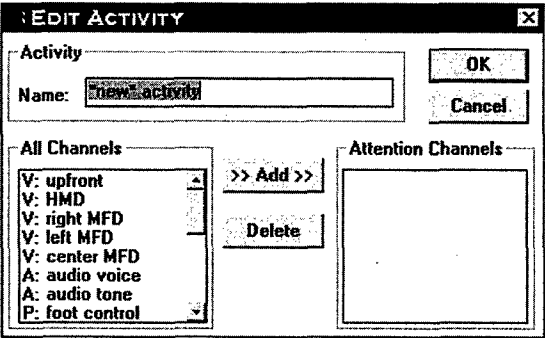 EDIT ACTIVITY
Activity
Name: "new" activity
OK
Cancel
All Channels
V: upfront
V: HMD
V: right MFD
V: left MFD
V: center MFD
A: audio voice
A: audio tone
P: foot control
>> Add >>
Delete
Attention Channels